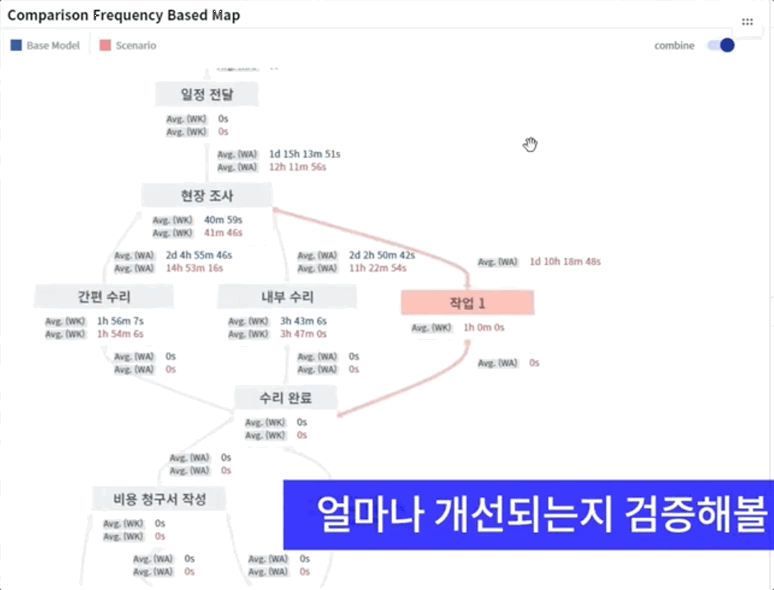 Comparison Frequency Based Map
Base Model
Scenario
combine
일정 전달
Avg. (WK) 0s
Avg. (WK) 0s
Avg. (WA) 1d 15h 13m 51s
Avg. (WA) 12h 11m 56s
현장 조사
Avg. (WK) 40m 59s
Avg. (WK) 41m 46s
Avg. (WA) 2d 4h 55m 46s
Avg. (WA) 14h 53m 16s
Avg. (WA) 2d 2h 50m 42s
Avg. (WA) 11h 22m 54s
Avg. (WA) 1d 10h 18m 48s
간편 수리
Avg. (WK) 1h 56m 7s
Avg. (WK) 1h 54m 6s
내부 수리
Avg. (WK) 3h 43m 6s
Avg. (WK) 3h 47m 0s
작업 1
Avg. (WK) 1h 0m 0s
Avg. (WA) 0s
Avg. (WA) 0s
Avg. (WA) 0s
Avg. (WA) 0s
Avg. (WA) 0s
수리 완료
Avg. (WK) 0s
Avg. (WK) 0s
Avg. (WA) 0s
Avg. (WA) 0s
비용 청구서 작성
Avg. (WK) 0s
Avg. (WK) 0s
얼마나 개선되는지 검증해볼
Avg. (WA) 0s
Avg. (WA) 0s
Avg. (WA) 0s
Avg. (WA) 0s